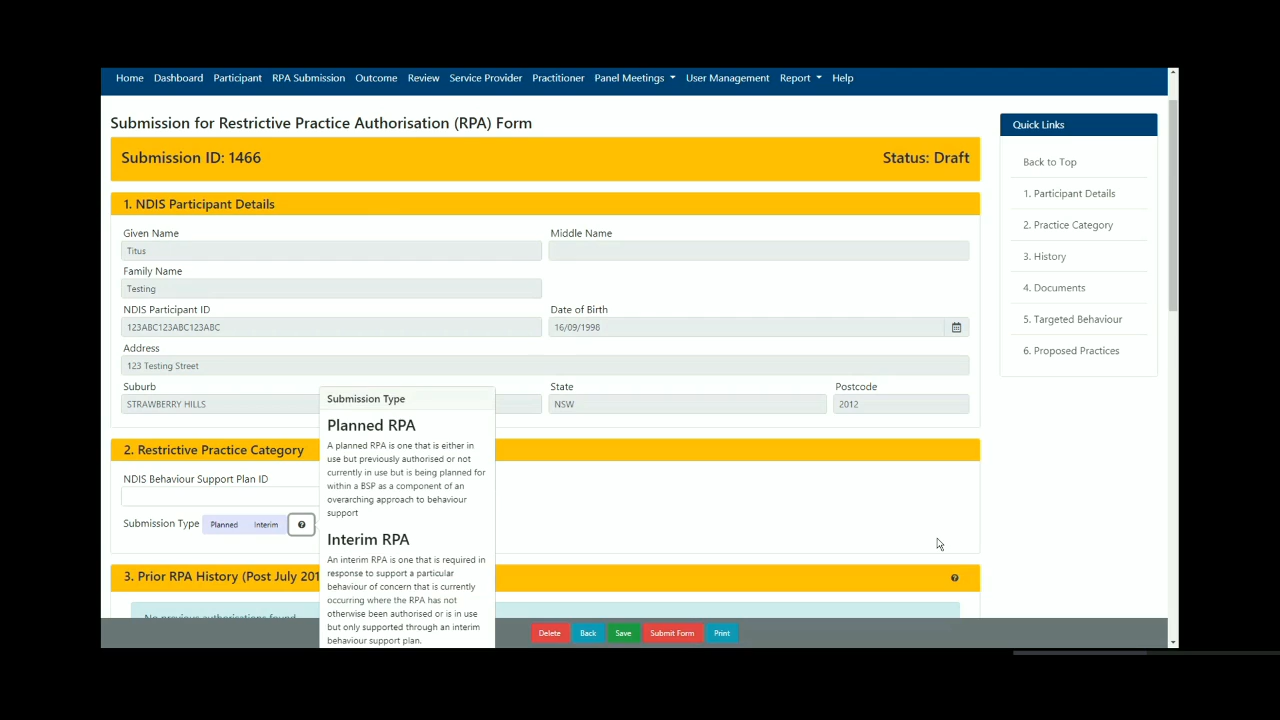 Home Dashboard Participant RPA Submission Outcome Review Service Provider Practitioner Panel Meetings User Management Report Help
Submission for Restrictive Practice Authorisation (RPA) Form
Submission ID: 1466 Status: Draft
1. NDIS Participant Details
Given Name Middle Name
Titus
Family Name
Testing
NDIS Participant ID Date of Birth
123ABC123ABC123ABC 16/09/1998
Address
123 Testing Street
Suburb State Postcode
STRAWBERRY HILLS NSW 2012
2. Restrictive Practice Category
NDIS Behaviour Support Plan ID
Submission Type Planned Interim ?
Submission Type
Planned RPA
A planned RPA is one that is either in
use but previously authorised or not
currently in use but is being planned for
within a BSP as a component of an
overarching approach to behaviour
support
Interim RPA
An interim RPA is one that is required in
response to support a particular
behaviour of concern that is currently
occurring where the RPA has not
otherwise been authorised or is in use
but only supported through an interim
behaviour support plan.
3. Prior RPA History (Post July 201 ?
No previous authorisations found
Delete Back Save Submit Form Print
Quick Links
Back to Top
1. Participant Details
2. Practice Category
3. History
4. Documents
5. Targeted Behaviour
6. Proposed Practices